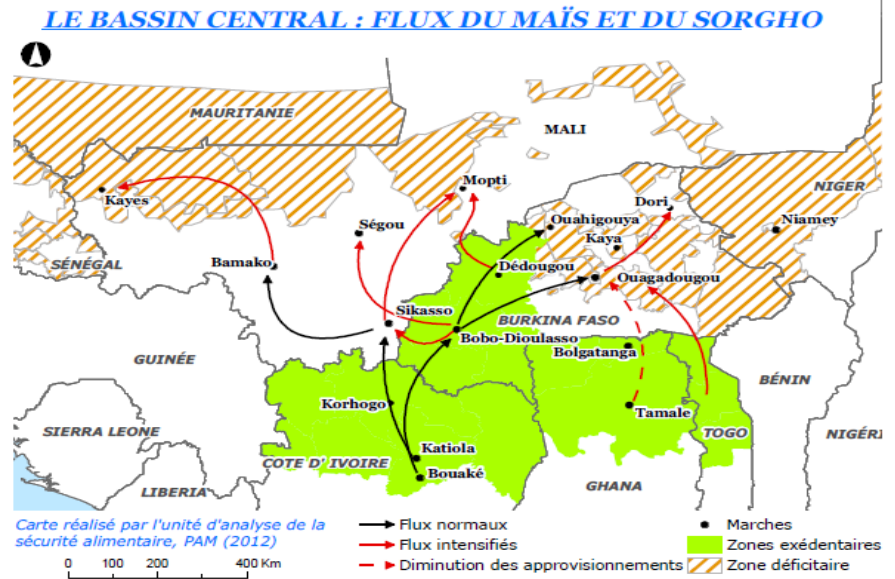 LE BASSIN CENTRAL : FLUX DU MAÏS ET DU SORGHO
MAURITANIE
MALI
Kayes
Mopti
NIGER
Dori
Ségou
Ouahigouya
Niamey
Kaya
SÉNÉGAL
Bamako
Dédougou
Ouagadougou
Sikasso
BURKINA FASO
Bobo-Dioulasso
GUINÉE
Bolgatanga
BÉNIN
Korhogo
Tamale
SIERRA LEONE
TOGO
NIGÉRI
Katiola
COTE D' IVOIRE
Bouaké
LIBERIA
GHANA
Carte réalisé par l'unité d'analyse de la
sécurité alimentaire, PAM (2012)
0 100 200 400 Km
Flux normaux
Flux intensifiés
Diminution des approvisionnements
Marches
Zones exédentaires
Zone déficitaire